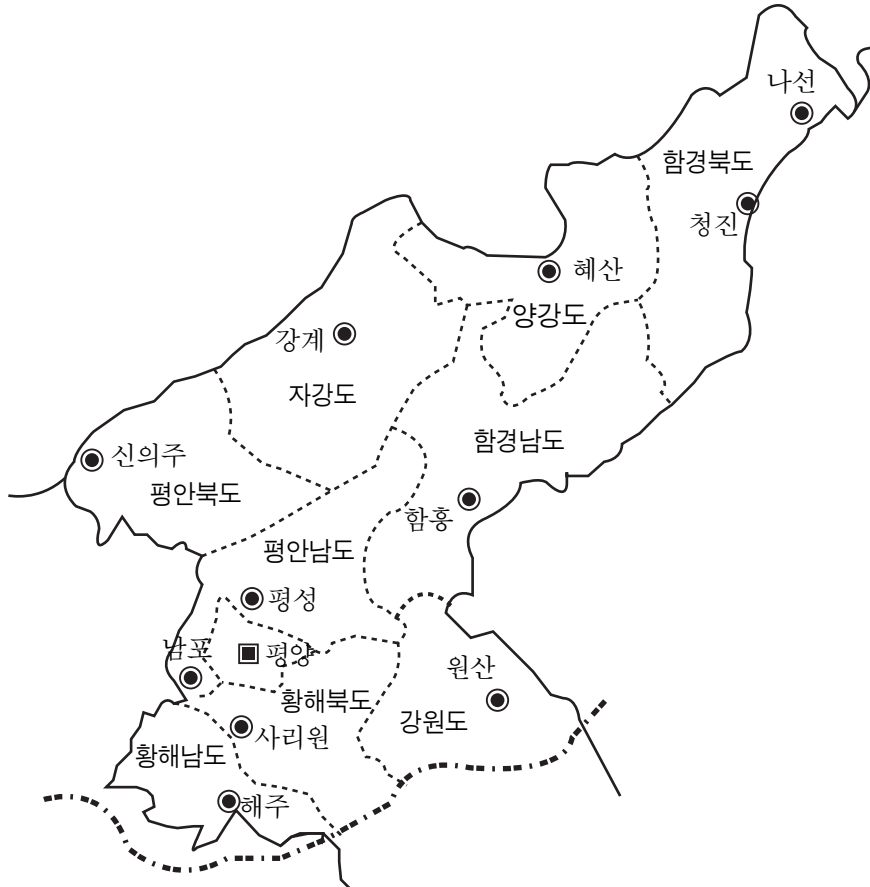 나선
함경북도
청진
혜산
양강도
강계
자강도
함경남도
신의주
평안북도
함흥
평안남도
평성
남포
평양
원산
황해북도
강원도
사리원
황해남도
해주